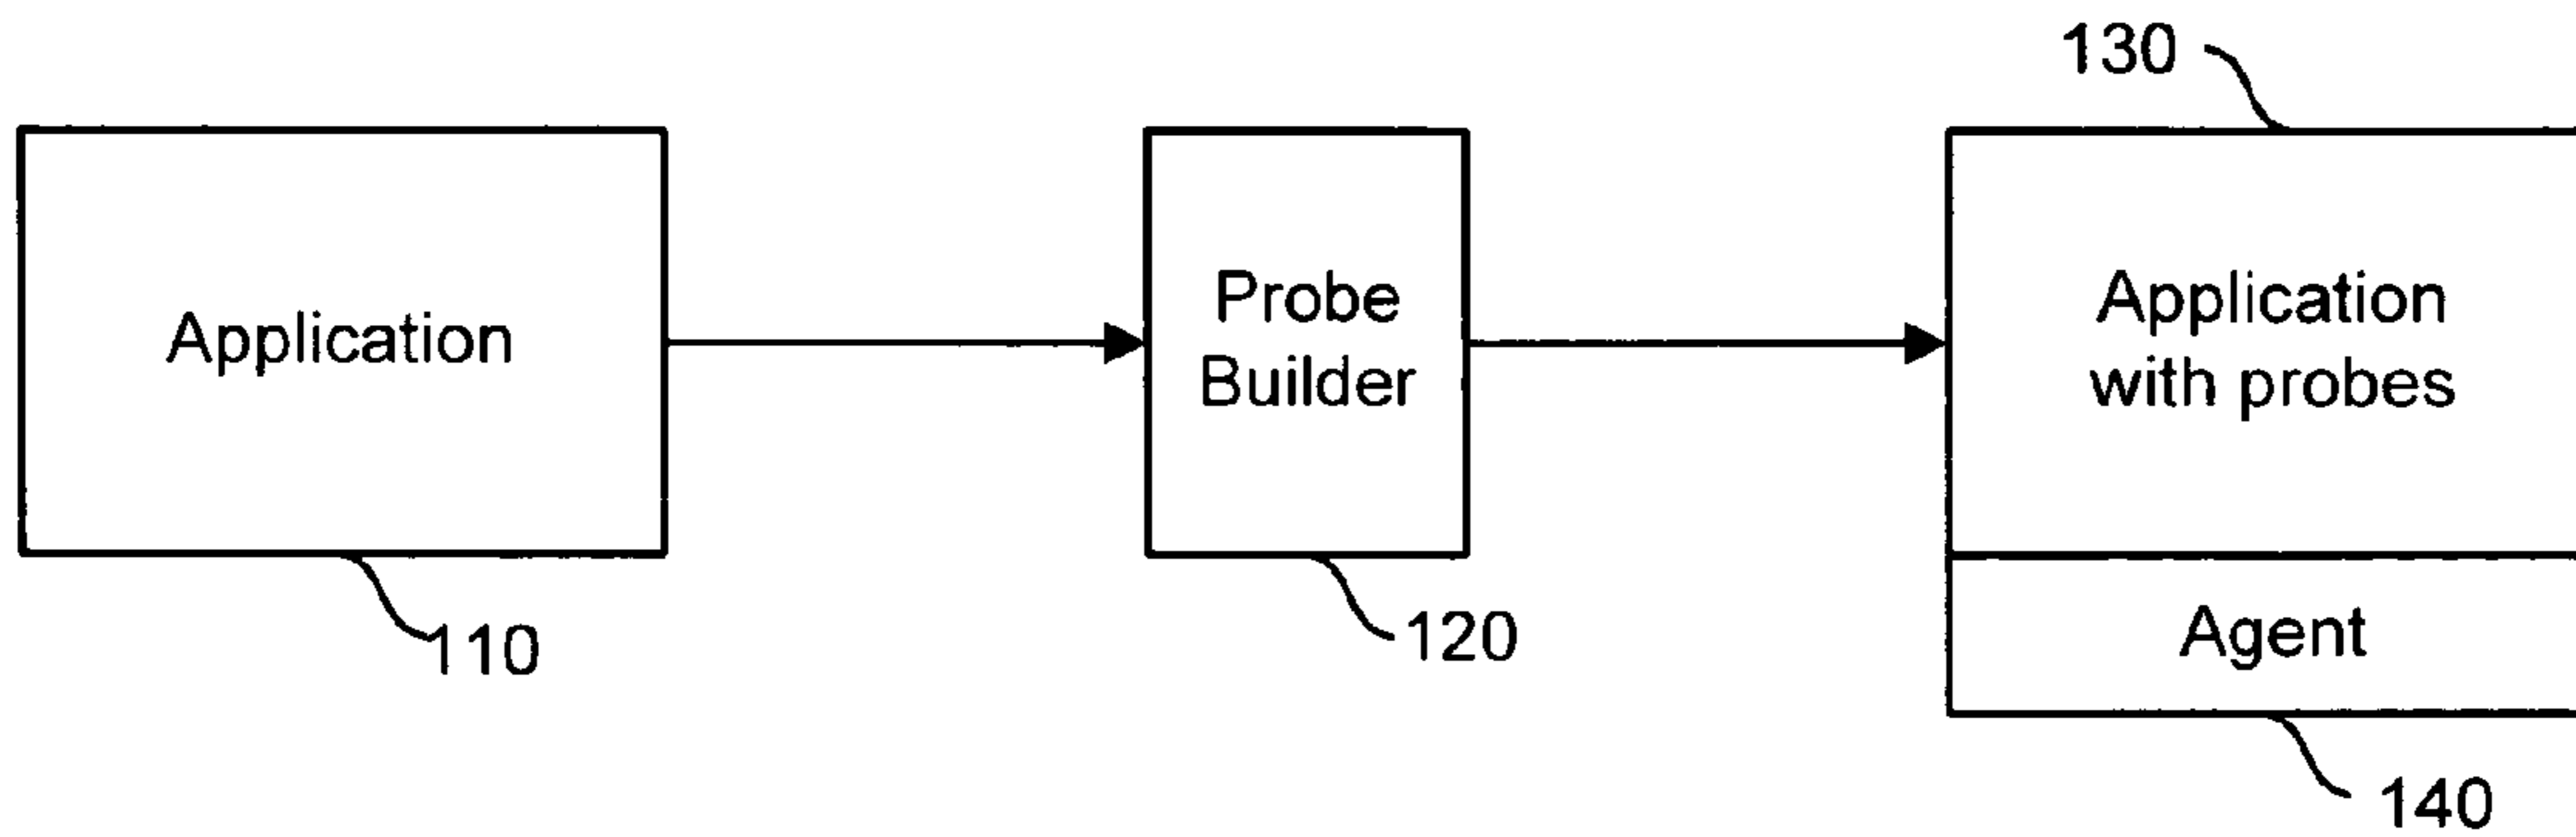 130
Application
Probe
Builder
Application
with probes
110
120
Agent
140